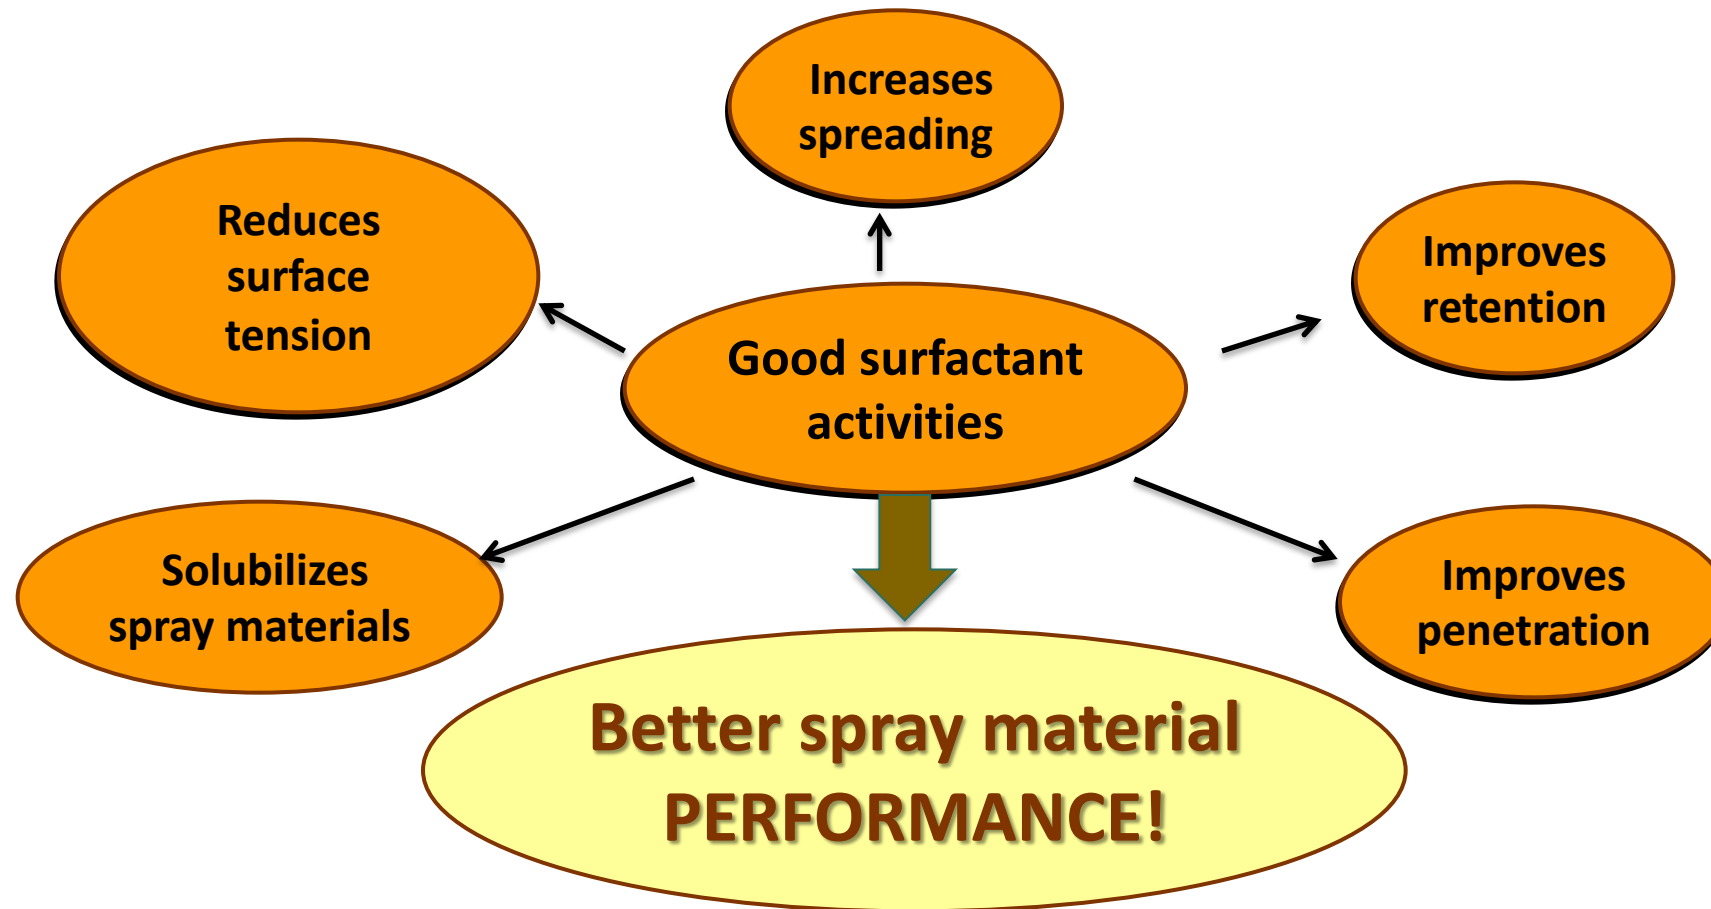 Increases
spreading
Reduces
surface
tension
Improves
retention
Good surfactant
activities
Solubilizes
spray materials
Improves
penetration
Better spray material
PERFORMANCE!